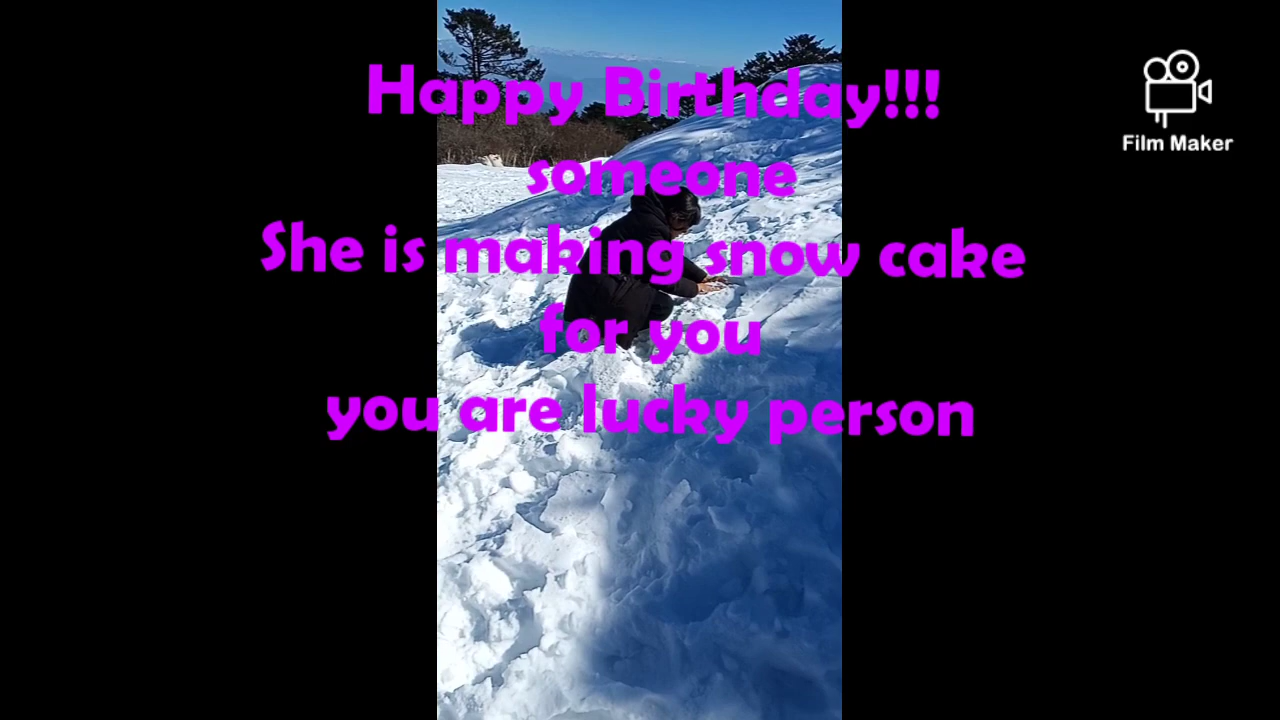 Happy Birthday!!!
someone
She is making snow cake
for you
you are lucky person
Film Maker